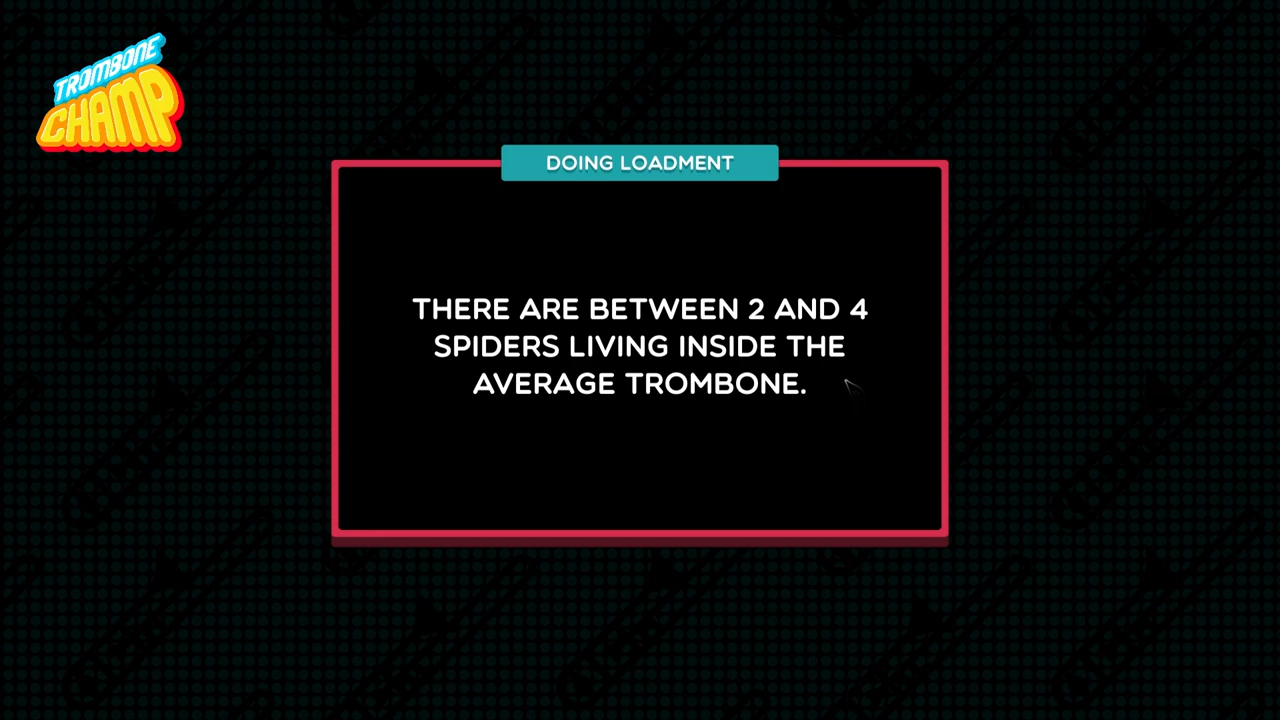 TROMBONE
CHAMP
DOING LOADMENT
THERE ARE BETWEEN 2 AND 4
SPIDERS LIVING INSIDE THE
AVERAGE TROMBONE.